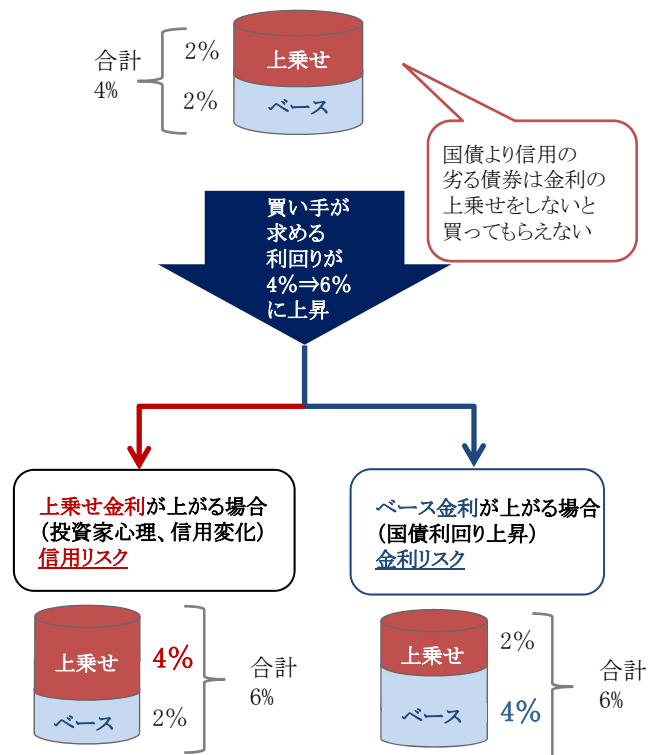 合計
4%
2%
上乗せ
2%
ベース
国債より信用の
劣る債券は金利の
上乗せをしないと
買ってもらえない
買い手が
求める
利回りが
4%⇒6%
に上昇
上乗せ金利が上がる場合
（投資家心理、信用変化）
信用リスク
ベース金利が上がる場合
（国債利回り上昇）
金利リスク
上乗せ
4%
ベース
2%
合計
6%
上乗せ
2%
ベース
4%
合計
6%